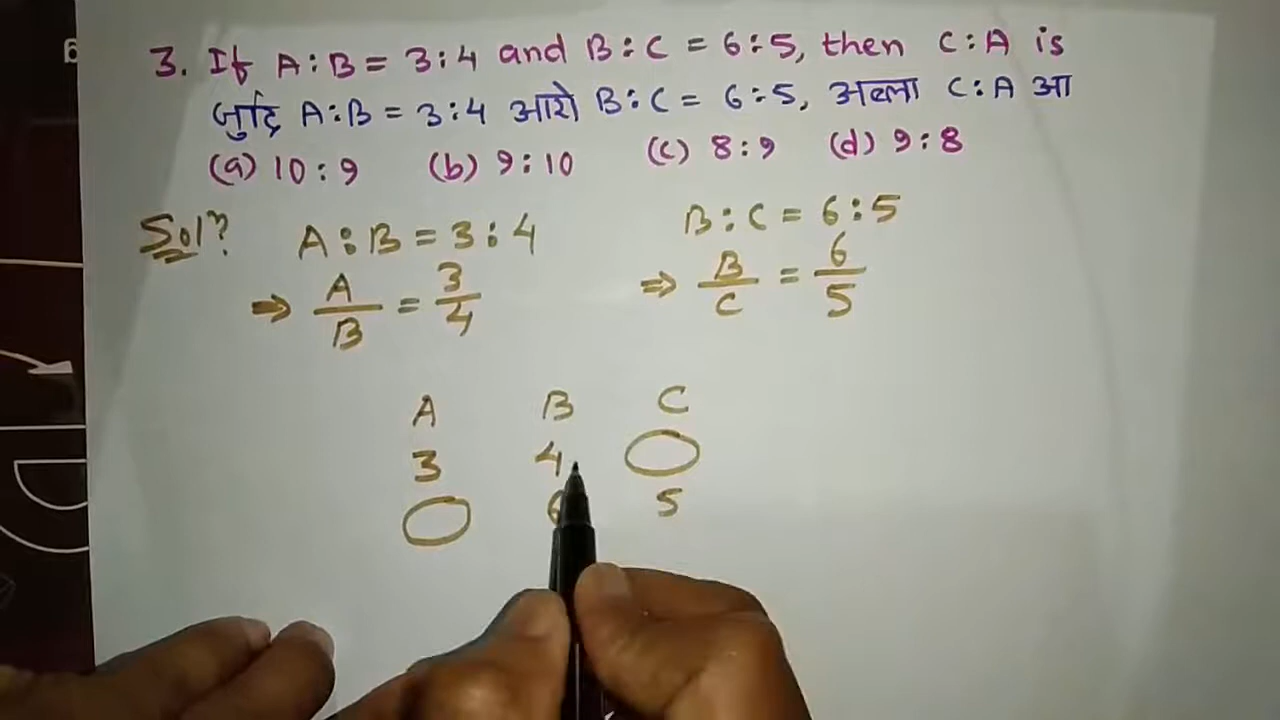 3. If A:B = 3:4 and B:C = 6:5, then C:A is
जुदि A:B = 3:4 आरो B:C = 6:5, अब्ला C:A आ
(a) 10:9 (b) 9:10 (c) 8:9 (d) 9:8
Sol? A:B = 3:4 B:C = 6:5
⇒ A/B = 3/4 ⇒ B/C = 6/5
A B C
3 4
6 5